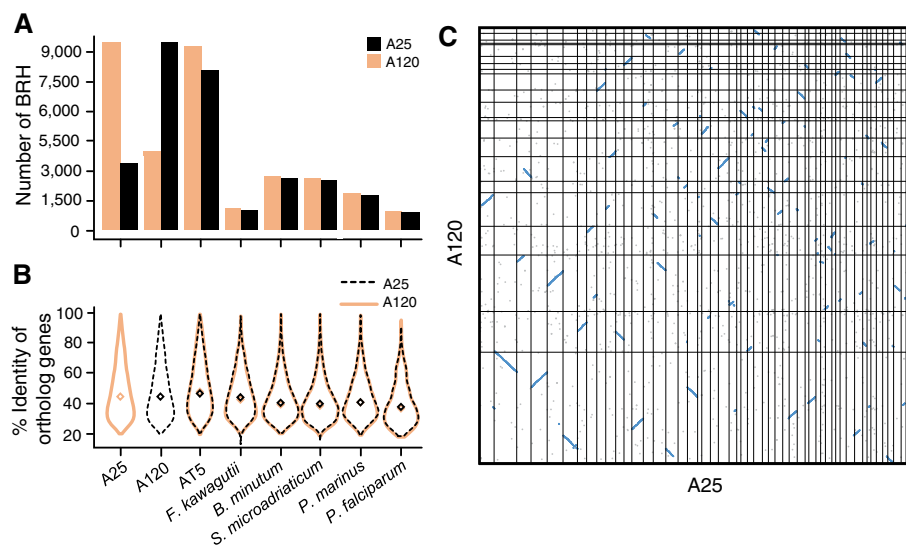 A
Number of BRH
9,000
7,500
6,000
5,500
3,000
1,500
0
A25
A120
B
% Identity of
ortholog genes
100
80
60
40
20
A25
A120
A25
A120
AT5
F. kawagutii
B. minutum
S. microadriaticum
P. marinus
P. falciparum
C
A120
A25